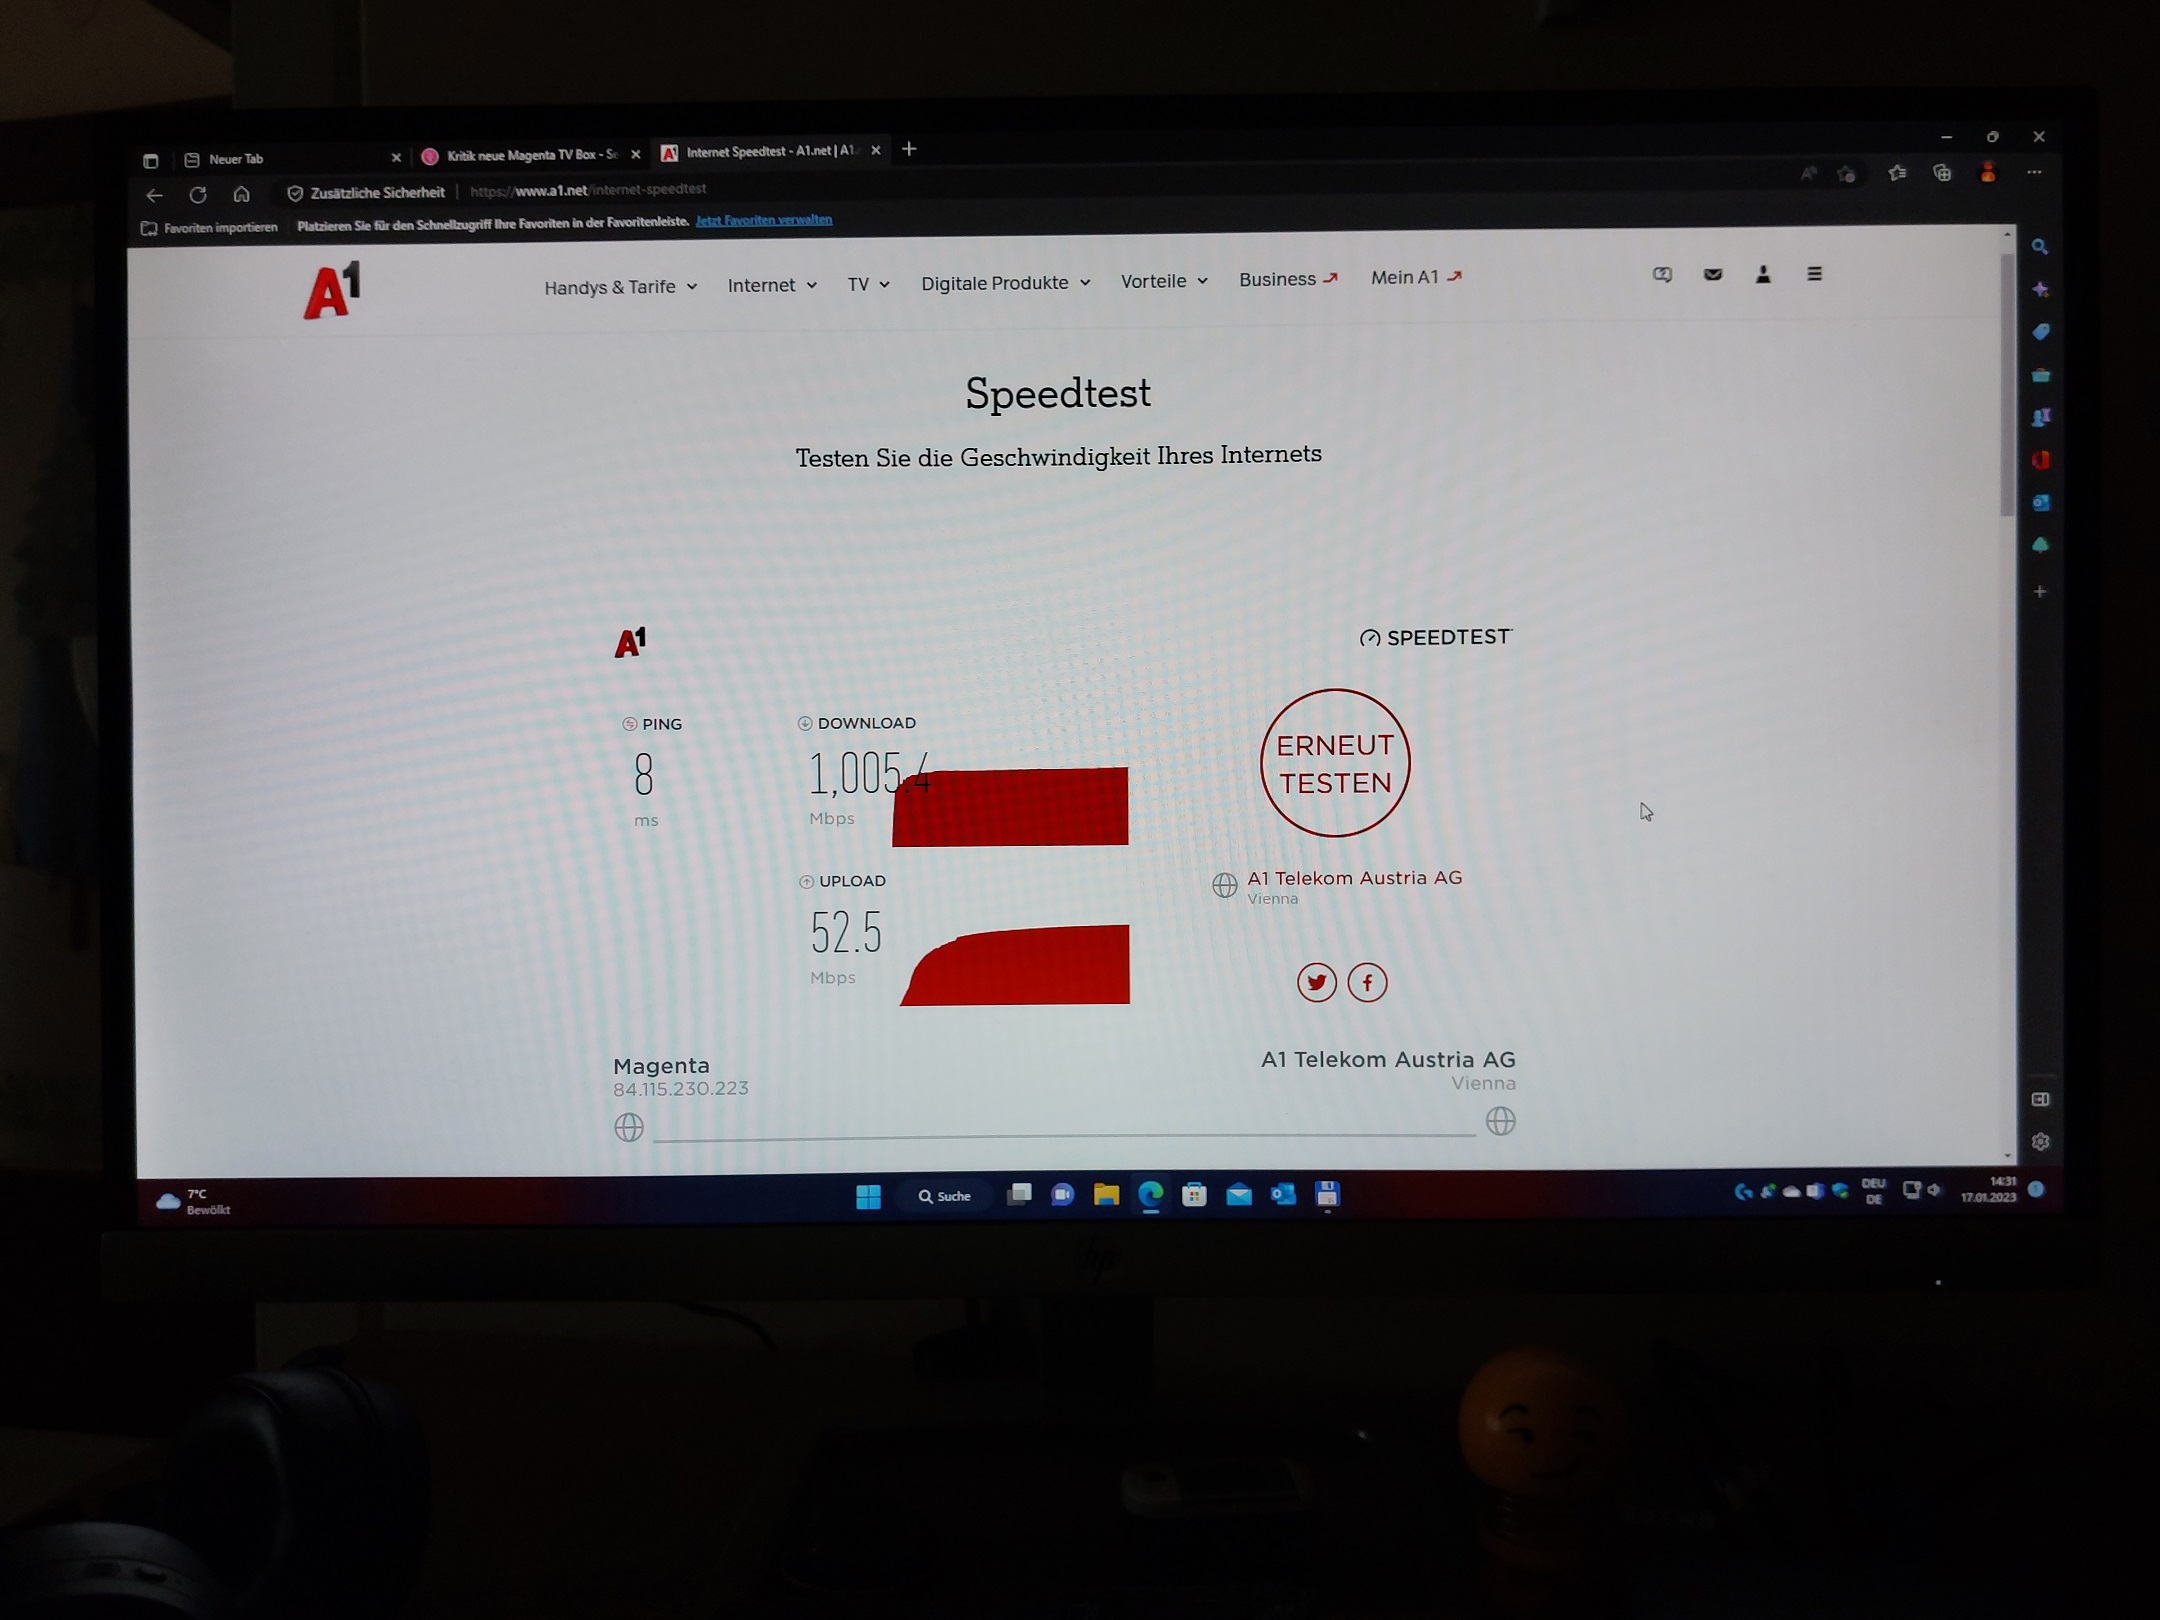 Neuer Tab
Kritik neue Magenta TV Box - Se
Internet Speedtest - A1.net | A1.
Zusätzliche Sicherheit
https://www.a1.net/internet-speedtest
Favoriten importieren
Platzieren Sie für den Schnellzugriff Ihre Favoriten in der Favoritenleiste. Jetzt Favoriten verwalten
A1
Handys & Tarife
Internet
TV
Digitale Produkte
Vorteile
Business
Mein A1
Speedtest
Testen Sie die Geschwindigkeit Ihres Internets
A1
SPEEDTEST
PING
8
ms
DOWNLOAD
1,005.4
Mbps
ERNEUT
TESTEN
UPLOAD
52.5
Mbps
A1 Telekom Austria AG
Vienna
Magenta
84.115.230.223
A1 Telekom Austria AG
Vienna
7°C
Bewölkt
Suche
DEU
DE
14:31
17.01.2023
hp